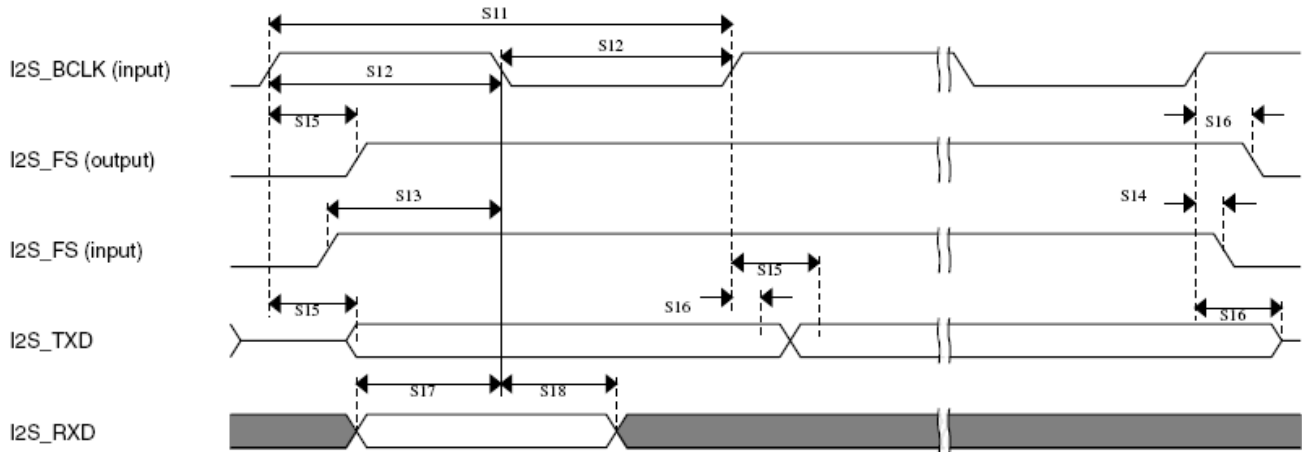 S11
I2S_BCLK (input)
S12
S12
S15
S16
I2S_FS (output)
S13
S14
I2S_FS (input)
S15
S15
S16
S16
I2S_TXD
S17
S18
I2S_RXD